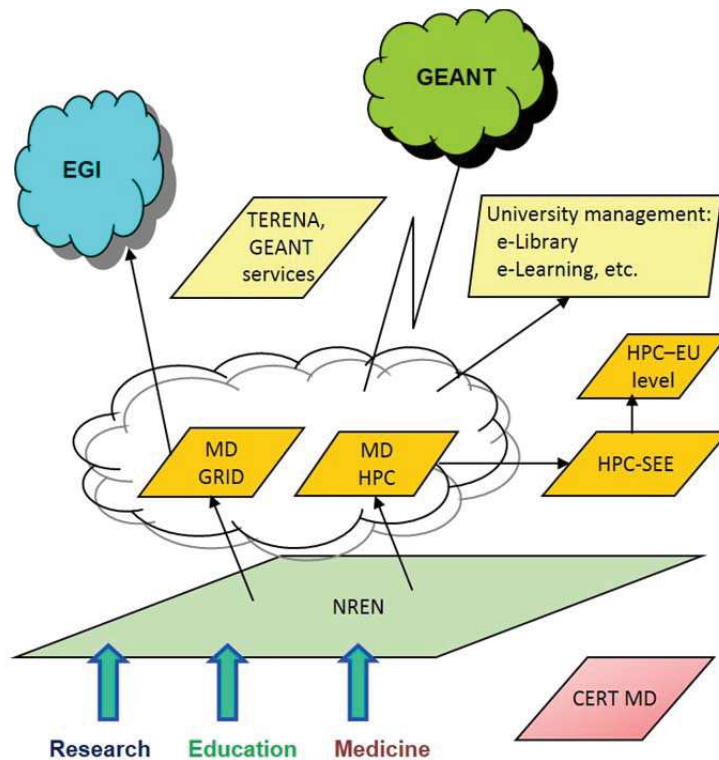 GEANT
EGI
TERENA,
GEANT
services
University management:
e-Library
e-Learning, etc.
HPC–EU
level
MD
GRID
MD
HPC
HPC-SEE
NREN
CERT MD
Research
Education
Medicine